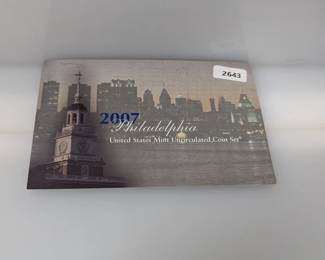 2643
2007
Philadelphia
United States Mint Uncirculated Coin Set®